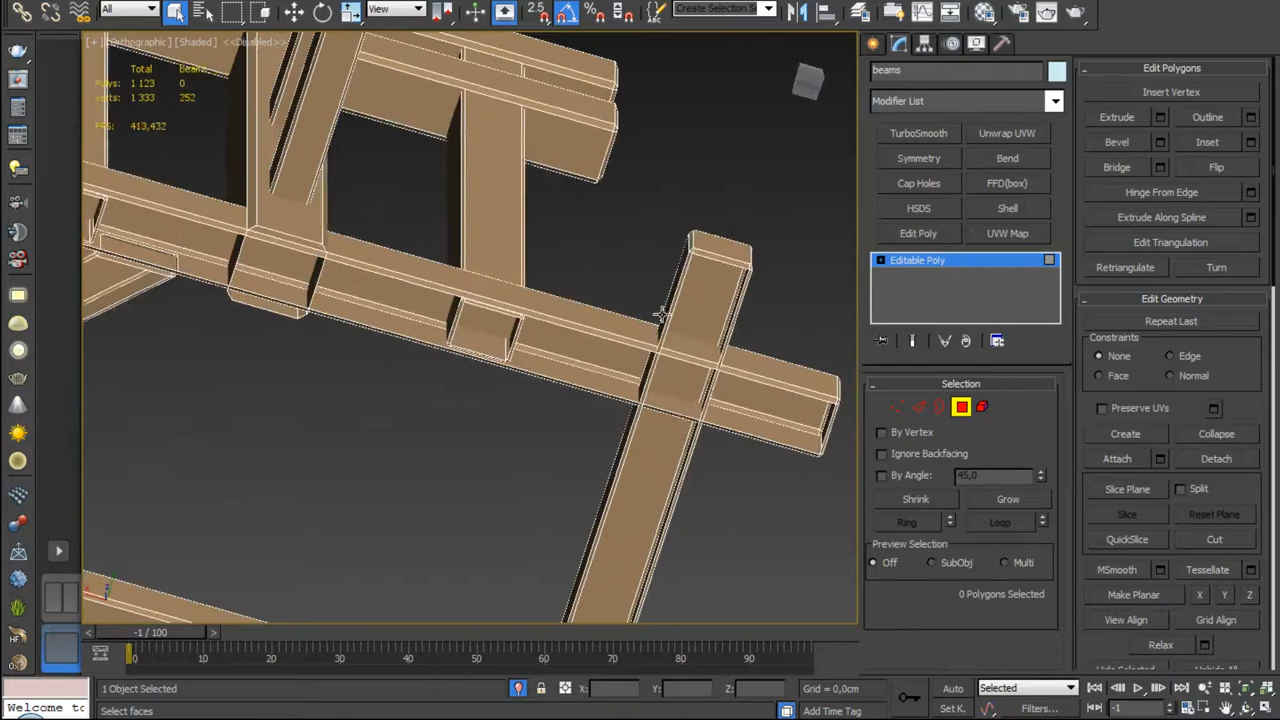 All
View
2.5
Create Selection Se
[+] [Orthographic] [Shaded] <<Disabled>>
Total
1 123
0
1 333
252
FPS:
413,432
beams
Modifier List
TurboSmooth
Unwrap UVW
Symmetry
Bend
Cap Holes
FFD(box)
HSDS
Shell
Edit Poly
UVW Map
Editable Poly
Selection
By Vertex
Ignore Backfacing
By Angle:
45,0
Shrink
Grow
Ring
Loop
Preview Selection
Off
SubObj
Multi
0 Polygons Selected
Edit Polygons
Insert Vertex
Extrude
Outline
Bevel
Inset
Bridge
Flip
Hinge From Edge
Extrude Along Spline
Edit Triangulation
Retriangulate
Turn
Edit Geometry
Repeat Last
Constraints
None
Edge
Face
Normal
Preserve UVs
Create
Collapse
Attach
Detach
Slice Plane
Split
Slice
Reset Plane
QuickSlice
Cut
MSmooth
Tessellate
Make Planar
X
Y
Z
View Align
Grid Align
Relax
HF
< -1 / 100 >
0 10 20 30 40 50 60 70 80 90 100
1 Object Selected
X:
Y:
Z:
Grid = 0,0cm
Auto
Selected
Welcome to
Select faces
Add Time Tag
Set K.
Filters...
-1